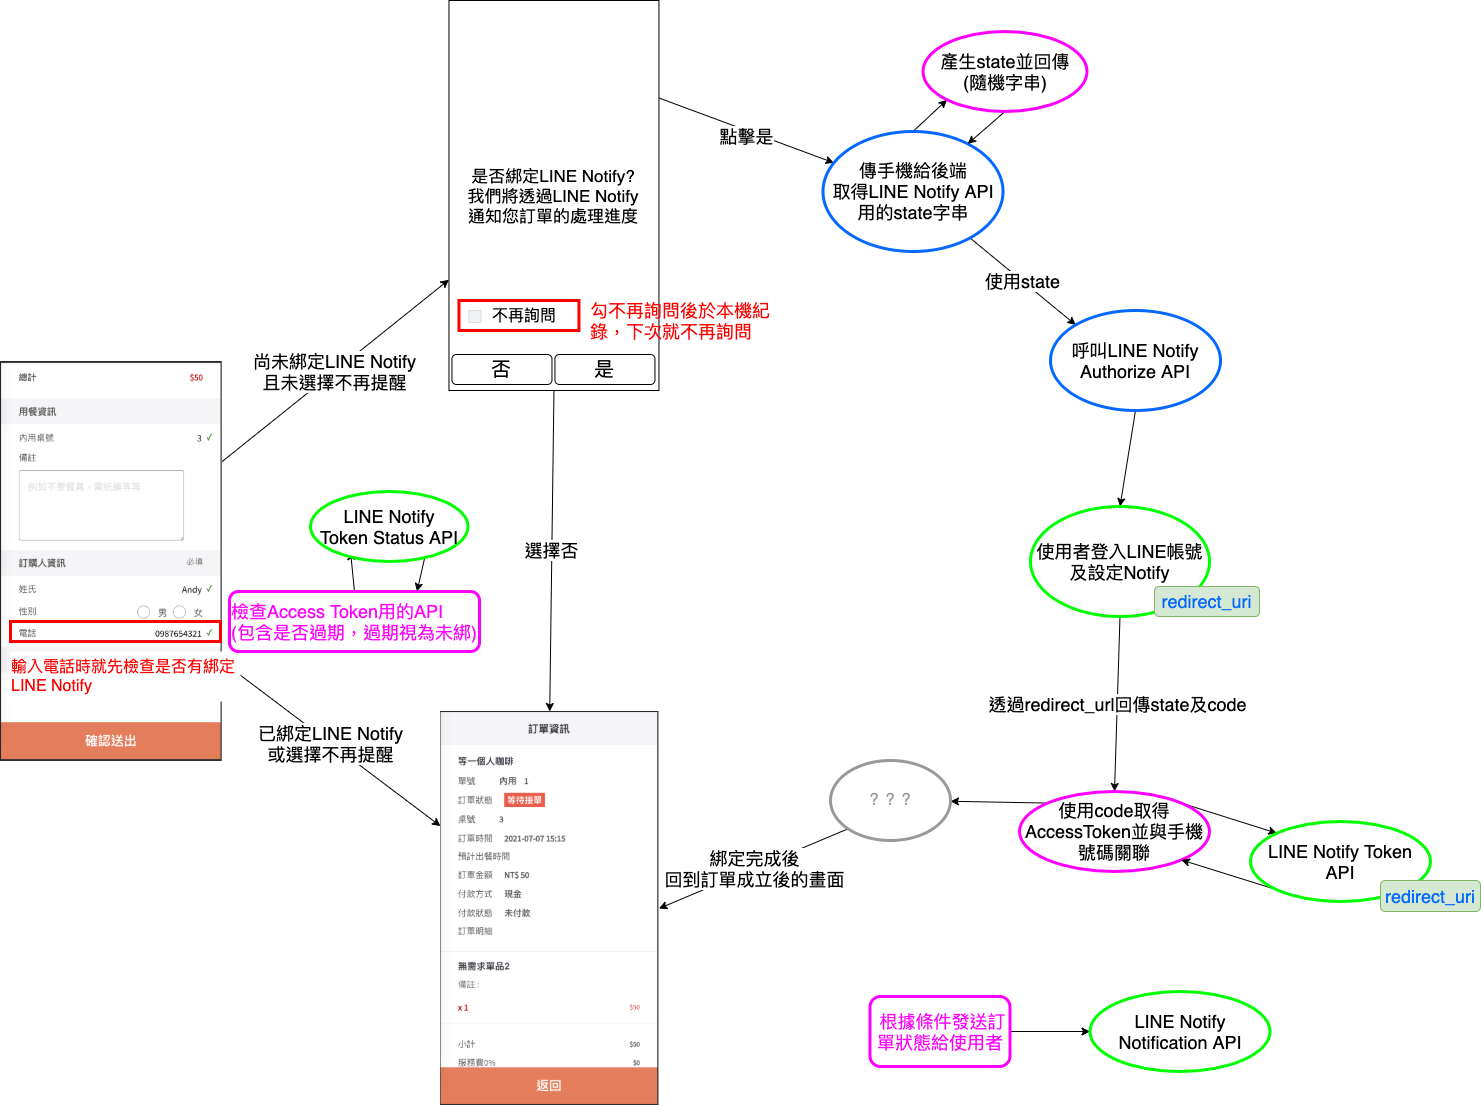 產生state並回傳
(隨機字串)
點擊是
傳手機給後端
取得LINE Notify API
用的state字串
是否綁定LINE Notify?
我們將透過LINE Notify
通知您訂單的處理進度
使用state
不再詢問
勾不再詢問後於本機紀
錄，下次就不再詢問
否
是
呼叫LINE Notify
Authorize API
尚未綁定LINE Notify
且未選擇不再提醒
總計 $50
用餐資訊
內用桌號 3 ✓
備註
例如不要餐具，需統編等等
訂購人資訊 必填
姓氏 Andy ✓
性別 男 女
電話 0987654321 ✓
輸入電話時就先檢查是否有綁定
LINE Notify
確認送出
LINE Notify
Token Status API
檢查Access Token用的API
(包含是否過期，過期視為未綁)
選擇否
使用者登入LINE帳號
及設定Notify
redirect_uri
透過redirect_url回傳state及code
已綁定LINE Notify
或選擇不再提醒
訂單資訊
等一個人咖啡
單號 內用 1
訂單狀態 等待接單
桌號 3
訂單時間 2021-07-07 15:15
預計出餐時間
訂單金額 NT$ 50
付款方式 現金
付款狀態 未付款
訂單明細
無需求單品2
備註 :
x 1 $50
小計 $50
服務費0% $0
返回
？？？
綁定完成後
回到訂單成立後的畫面
使用code取得
AccessToken並與手機
號碼關聯
LINE Notify Token
API
redirect_uri
根據條件發送訂
單狀態給使用者
LINE Notify
Notification API